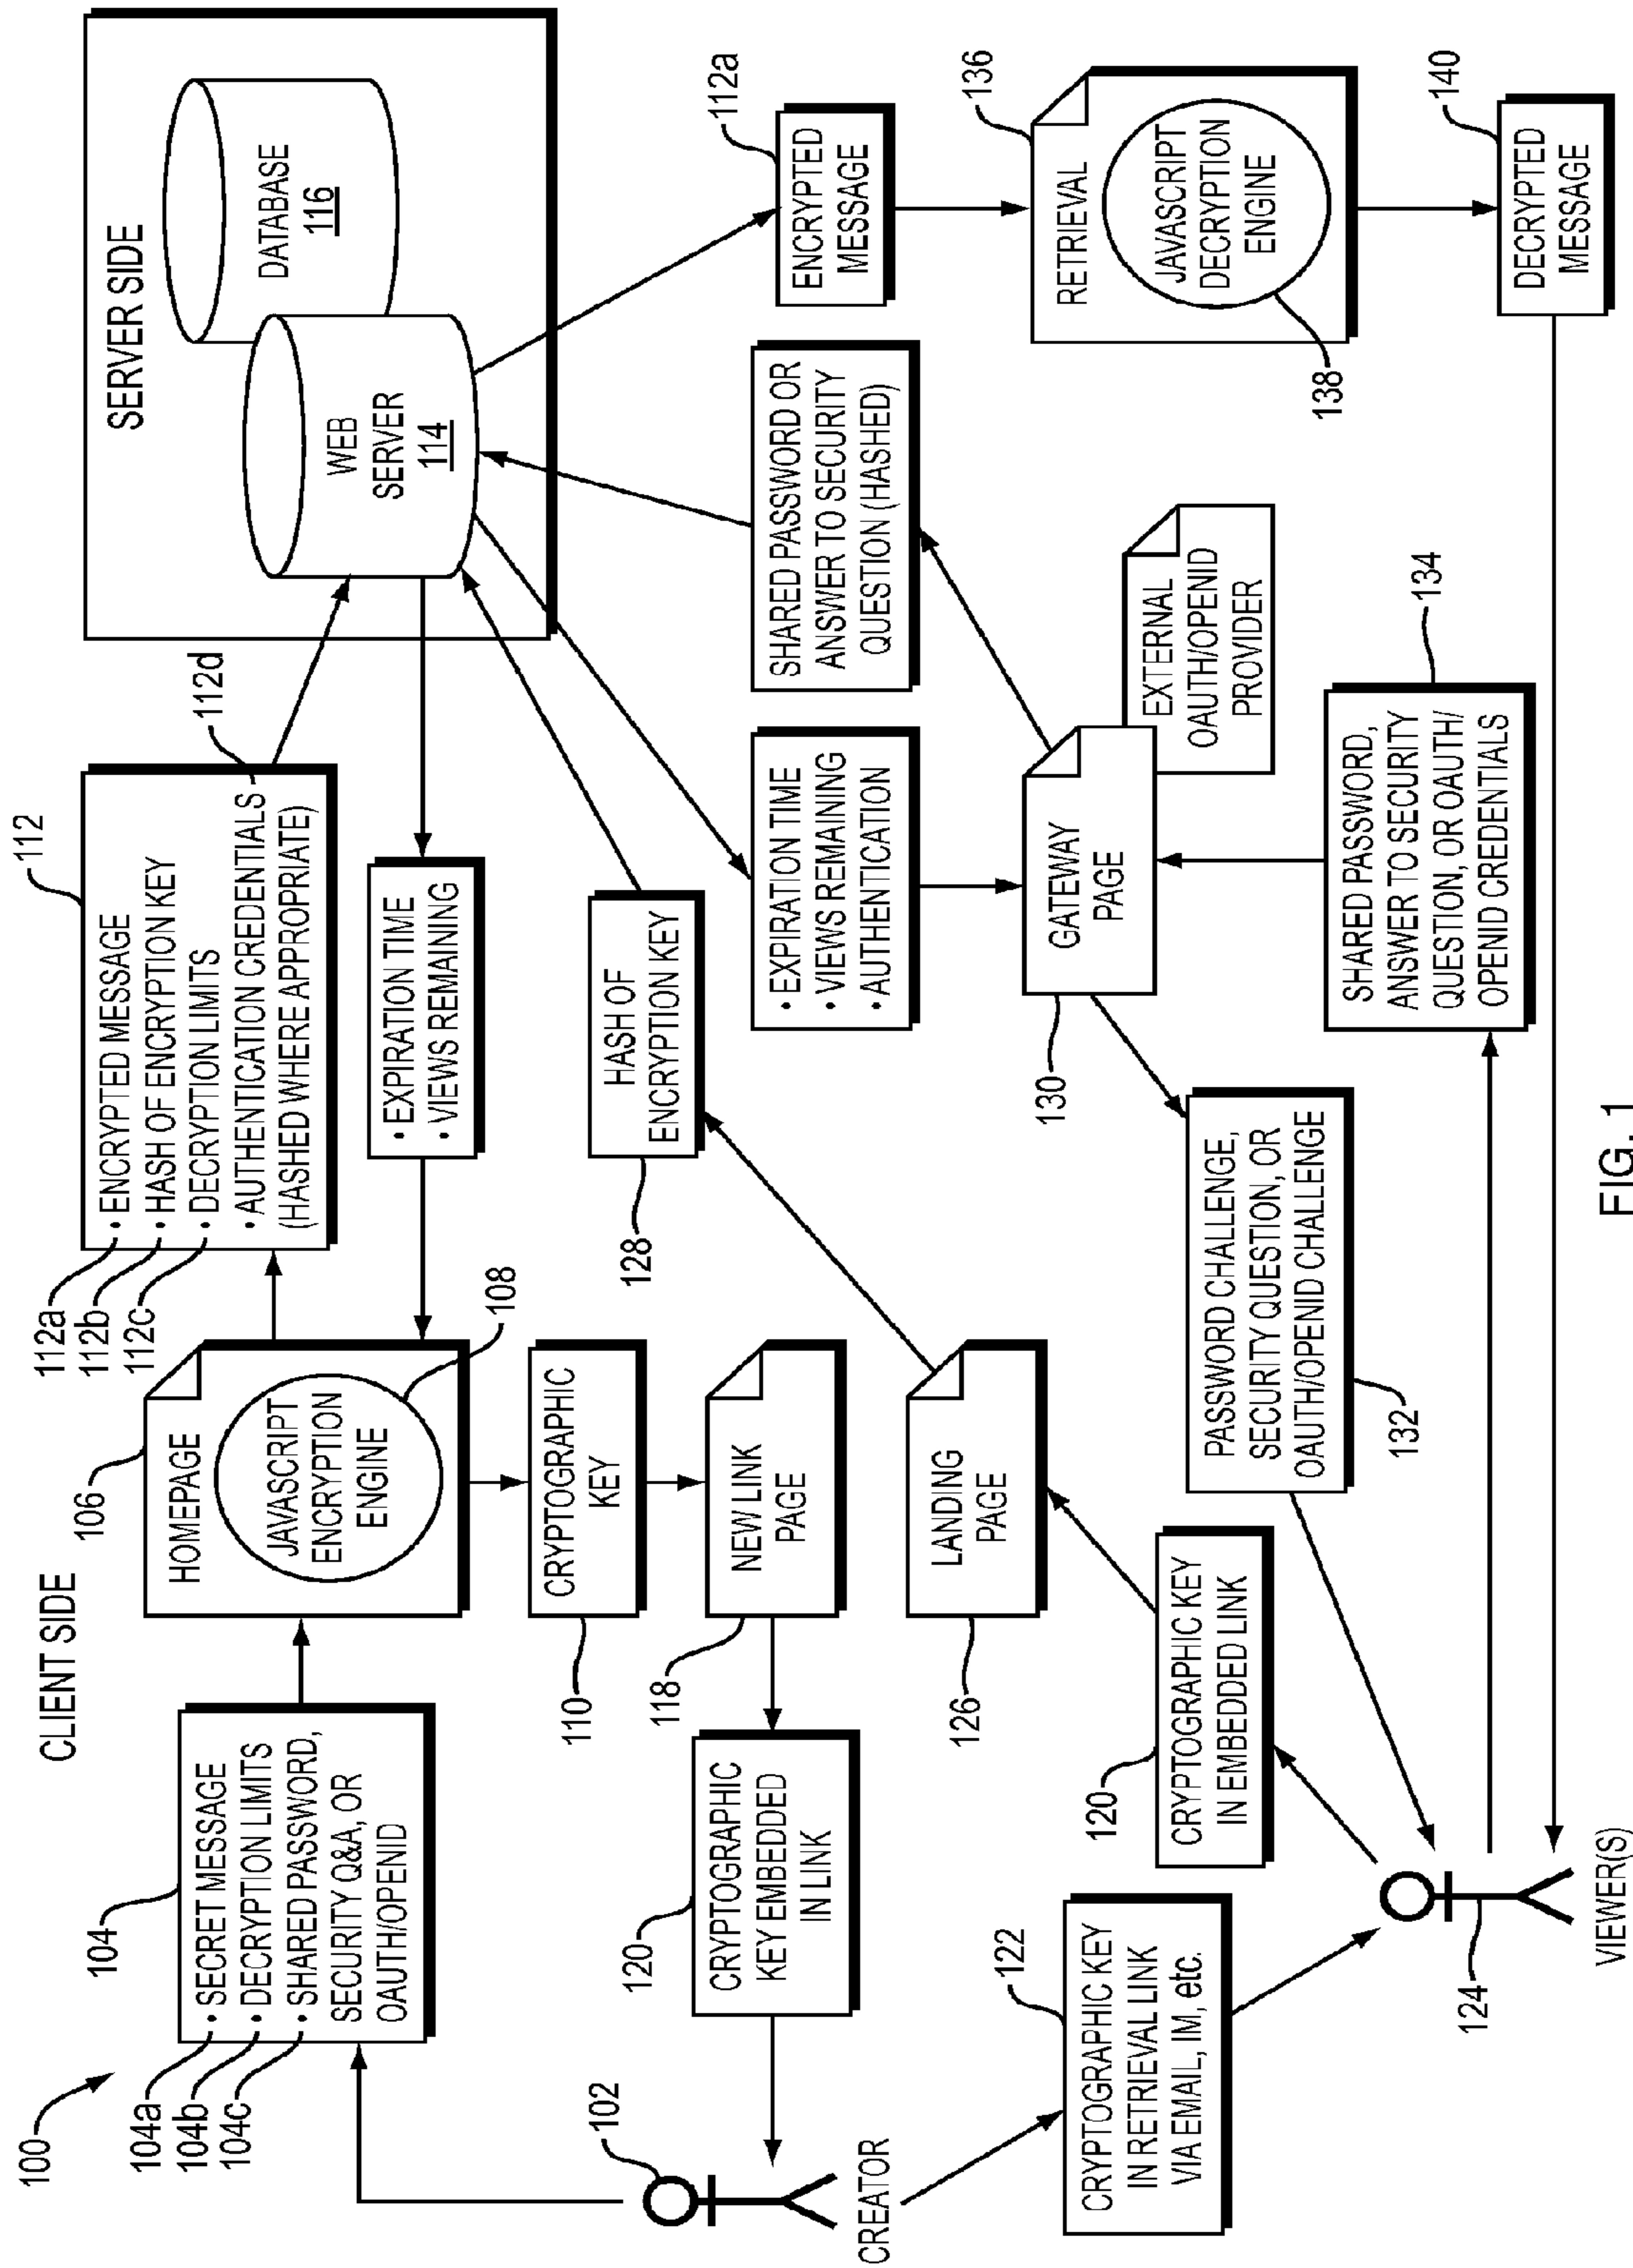 100
CLIENT SIDE
SERVER SIDE
104
104a
104b
104c
• SECRET MESSAGE
• DECRYPTION LIMITS
• SHARED PASSWORD,
SECURITY Q&A, OR
OAUTH/OPENID
106
HOMEPAGE
JAVASCRIPT
ENCRYPTION
ENGINE
108
112
112a
112b
112c
112d
• ENCRYPTED MESSAGE
• HASH OF ENCRYPTION KEY
• DECRYPTION LIMITS
• AUTHENTICATION CREDENTIALS
(HASHED WHERE APPROPRIATE)
• EXPIRATION TIME
• VIEWS REMAINING
WEB
SERVER
114
DATABASE
116
CRYPTOGRAPHIC
KEY
110
NEW LINK
PAGE
118
120
CRYPTOGRAPHIC
KEY EMBEDDED
IN LINK
102
CREATOR
122
CRYPTOGRAPHIC KEY
IN RETRIEVAL LINK
VIA EMAIL, IM, etc.
124
VIEWER(S)
120
CRYPTOGRAPHIC KEY
IN EMBEDDED LINK
LANDING
PAGE
126
HASH OF
ENCRYPTION KEY
128
• EXPIRATION TIME
• VIEWS REMAINING
• AUTHENTICATION
GATEWAY
PAGE
130
EXTERNAL
OAUTH/OPENID
PROVIDER
PASSWORD CHALLENGE,
SECURITY QUESTION, OR
OAUTH/OPENID CHALLENGE
132
134
SHARED PASSWORD,
ANSWER TO SECURITY
QUESTION, OR OAUTH/
OPENID CREDENTIALS
SHARED PASSWORD OR
ANSWER TO SECURITY
QUESTION (HASHED)
112a
ENCRYPTED
MESSAGE
136
RETRIEVAL
JAVASCRIPT
DECRYPTION
ENGINE
138
140
DECRYPTED
MESSAGE
FIG. 1